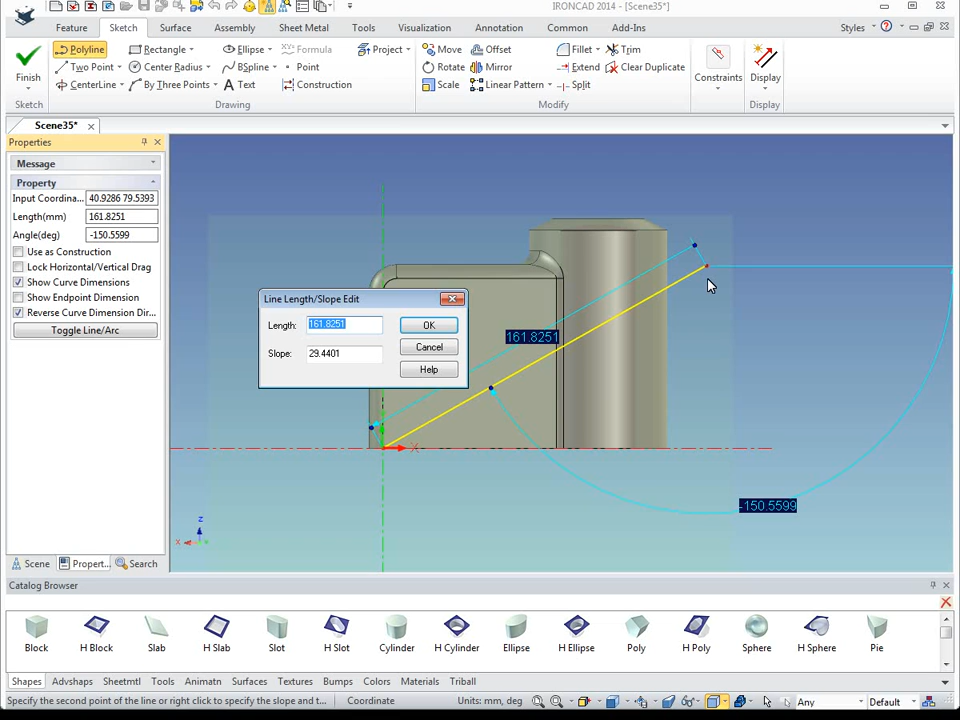 IRONCAD 2014 - [Scene35*]
Feature Sketch Surface Assembly Sheet Metal Tools Visualization Annotation Common Add-Ins Styles
Polyline Rectangle Ellipse Formula Project Move Offset Fillet Trim
Finish Two Point Center Radius BSpline Point Rotate Mirror Extend Clear Duplicate Constraints Display
CenterLine By Three Points Text Construction Scale Linear Pattern Split
Sketch Drawing Modify Display
Scene35*
Properties
Message
Property
Input Coordina... 40.9286 79.5393
Length(mm) 161.8251
Angle(deg) -150.5599
Use as Construction
Lock Horizontal/Vertical Drag
Show Curve Dimensions
Show Endpoint Dimension
Reverse Curve Dimension Dir...
Toggle Line/Arc
Line Length/Slope Edit
Length: 161.8251 OK
Slope: 29.4401 Cancel
Help
161.8251
X
-150.5599
z
x
Scene Propert... Search
Catalog Browser
Block H Block Slab H Slab Slot H Slot Cylinder H Cylinder Ellipse H Ellipse Poly H Poly Sphere H Sphere Pie
Shapes Advshaps Sheetmtl Tools Animatn Surfaces Textures Bumps Colors Materials Triball
Specify the second point of the line or right click to specify the slope and t... Coordinate Units: mm, deg Any Default